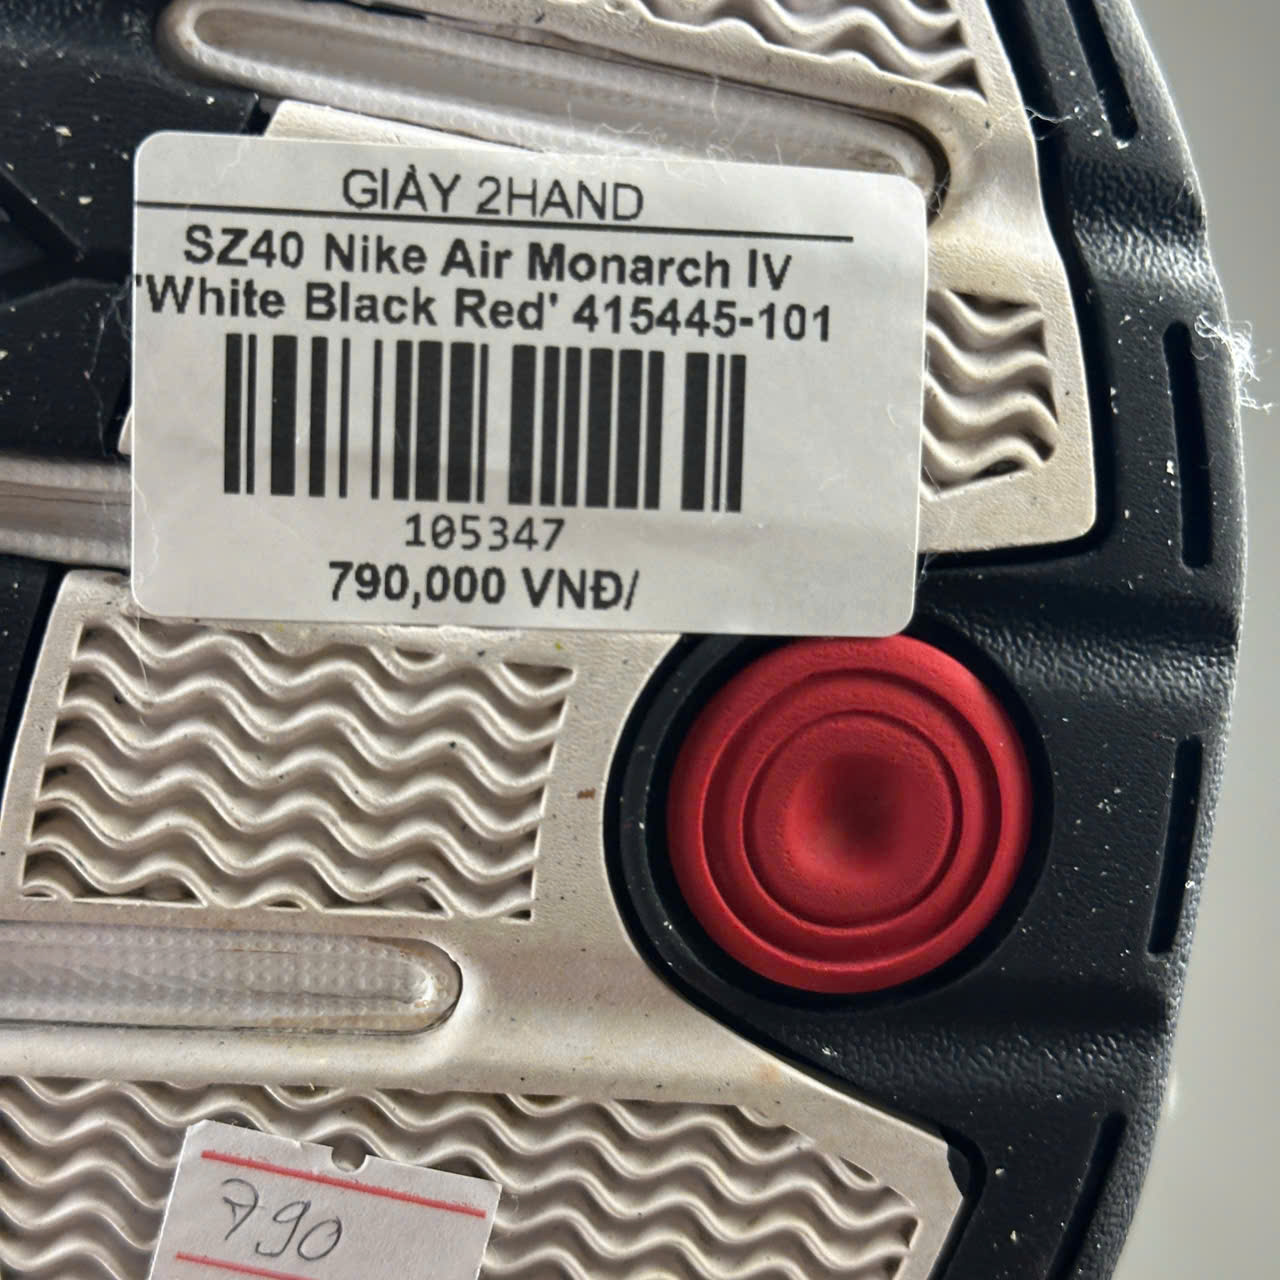 GIÀY 2HAND
SZ40 Nike Air Monarch IV
'White Black Red' 415445-101
105347
790,000 VNĐ/
790